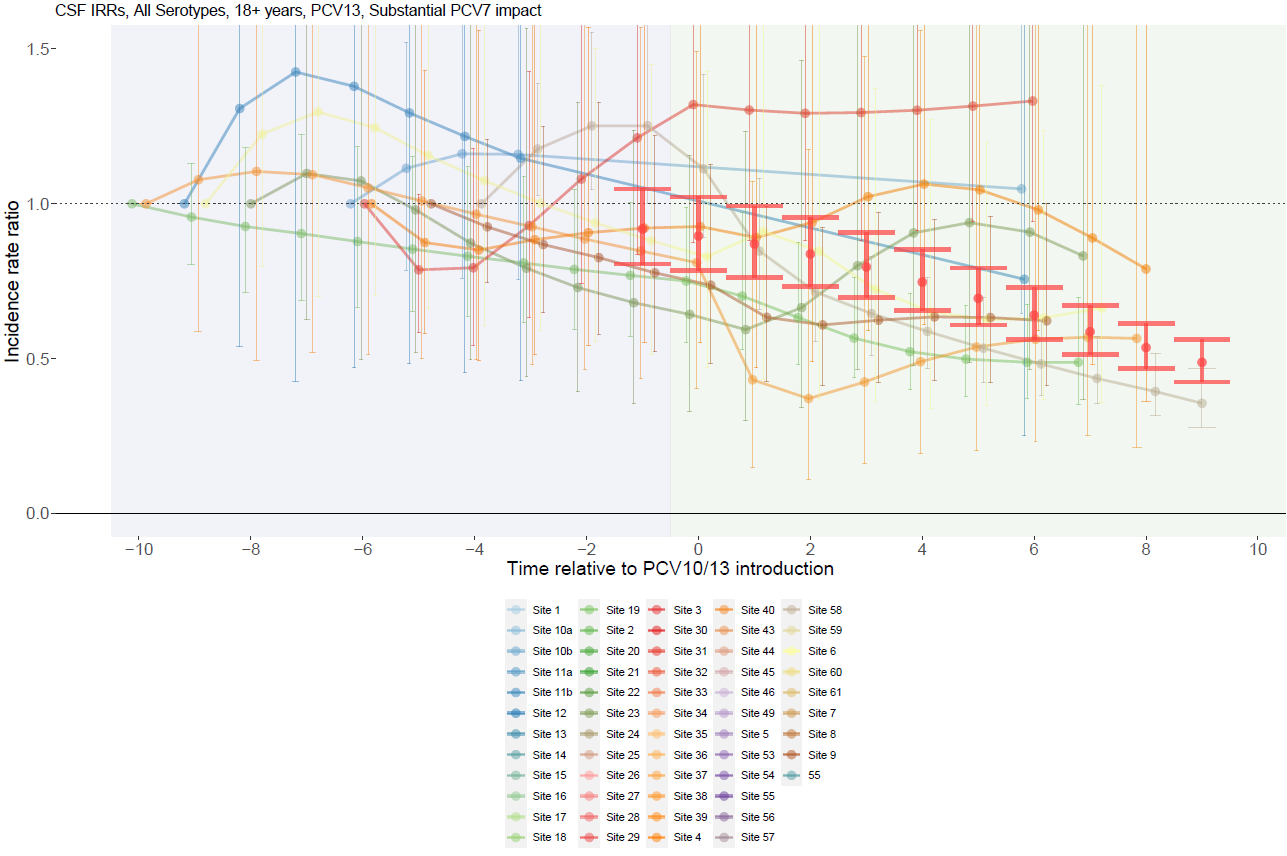 CSF IRRs, All Serotypes, 18+ years, PCV13, Substantial PCV7 impact
Incidence rate ratio
1.5
1.0
0.5
0.0
−10 −8 −6 −4 −2 0 2 4 6 8 10
Time relative to PCV10/13 introduction
Site 1 Site 19 Site 3 Site 40 Site 58
Site 10a Site 2 Site 30 Site 43 Site 59
Site 10b Site 20 Site 31 Site 44 Site 6
Site 11a Site 21 Site 32 Site 45 Site 60
Site 11b Site 22 Site 33 Site 46 Site 61
Site 12 Site 23 Site 34 Site 49 Site 7
Site 13 Site 24 Site 35 Site 5 Site 8
Site 14 Site 25 Site 36 Site 53 Site 9
Site 15 Site 26 Site 37 Site 54 55
Site 16 Site 27 Site 38 Site 55
Site 17 Site 28 Site 39 Site 56
Site 18 Site 29 Site 4 Site 57